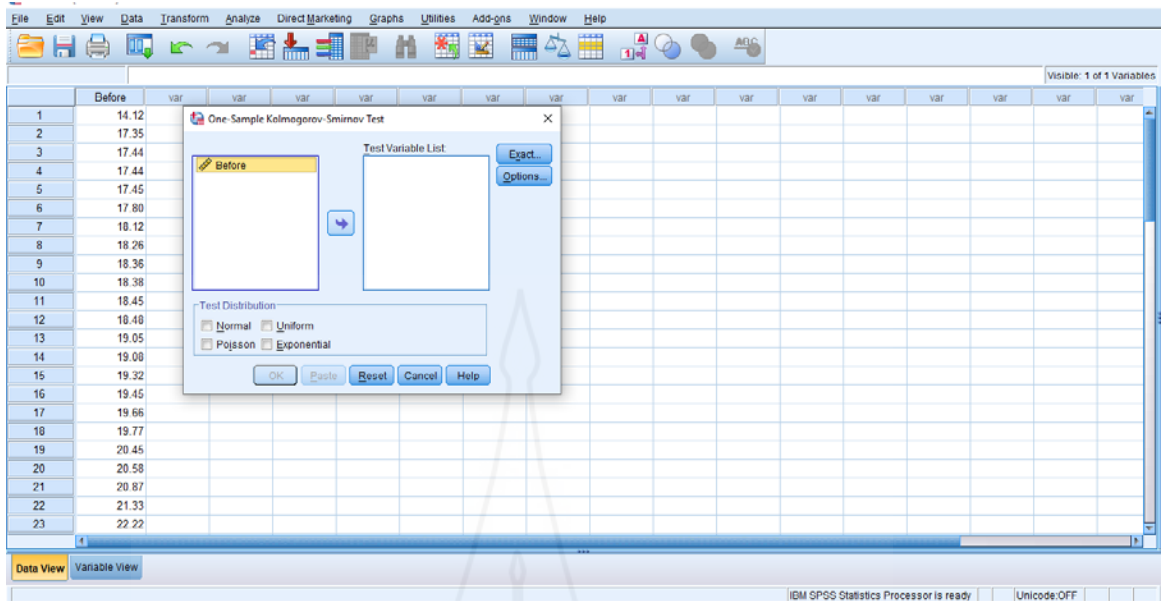 File Edit View Data Transform Analyze Direct Marketing Graphs Utilities Add-ons Window Help
Visible: 1 of 1 Variables
Before var var var var var var var var var var var var var var var var
1 14.12
2 17.35
3 17.44
4 17.44
5 17.45
6 17.80
7 18.12
8 18.26
9 18.36
10 18.38
11 18.45
12 18.48
13 19.05
14 19.08
15 19.32
16 19.45
17 19.66
18 19.77
19 20.45
20 20.58
21 20.87
22 21.33
23 22.22
One-Sample Kolmogorov-Smirnov Test
Test Variable List:
Before
Exact...
Options...
Test Distribution
Normal Uniform
Poisson Exponential
OK Paste Reset Cancel Help
Data View Variable View
IBM SPSS Statistics Processor is ready Unicode:OFF